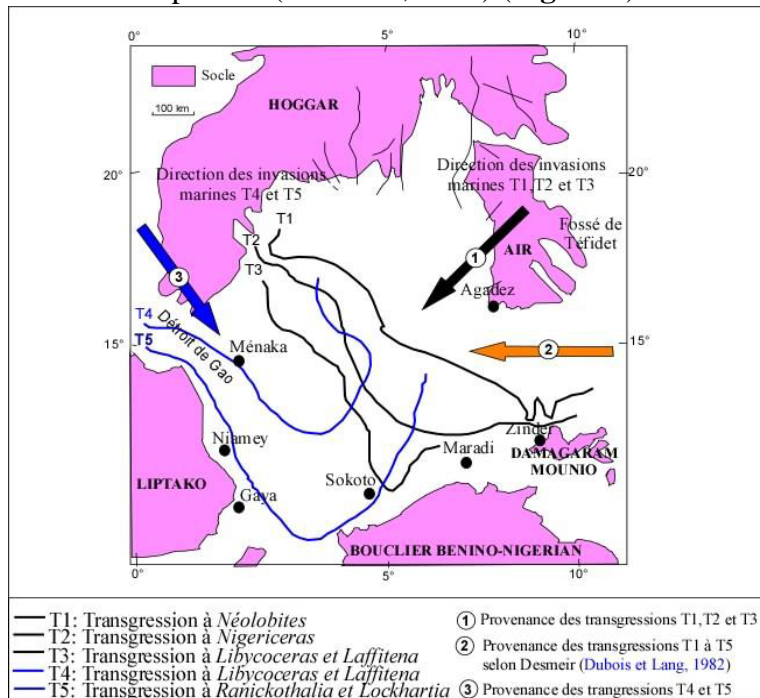 0°
5°
10°
Socle
100 km
HOGGAR
20°
20°
Direction des invasions
marines T4 et T5
Direction des invasions
marines T1,T2 et T3
T1
T2
T3
Fossé de
Téfidet
AIR
1
3
Agadez
T4
T5
Détroit de Gao
15°
15°
2
Ménaka
Niamey
Zinder
Maradi
DAMAGARAM
MOUNIO
LIPTAKO
Gaya
Sokoto
BOUCLIER BENINO-NIGERIAN
0°
5°
10°
T1: Transgression à Néolobites
T2: Transgression à Nigericeras
T3: Transgression à Libycoceras et Laffitena
T4: Transgression à Libycoceras et Laffitena
T5: Transgression à Ranickothalia et Lockhartia
1 Provenance des transgressions T1,T2 et T3
2 Provenance des transgressions T1 à T5
selon Desmeir (Dubois et Lang, 1982)
3 Provenance des trangressions T4 et T5